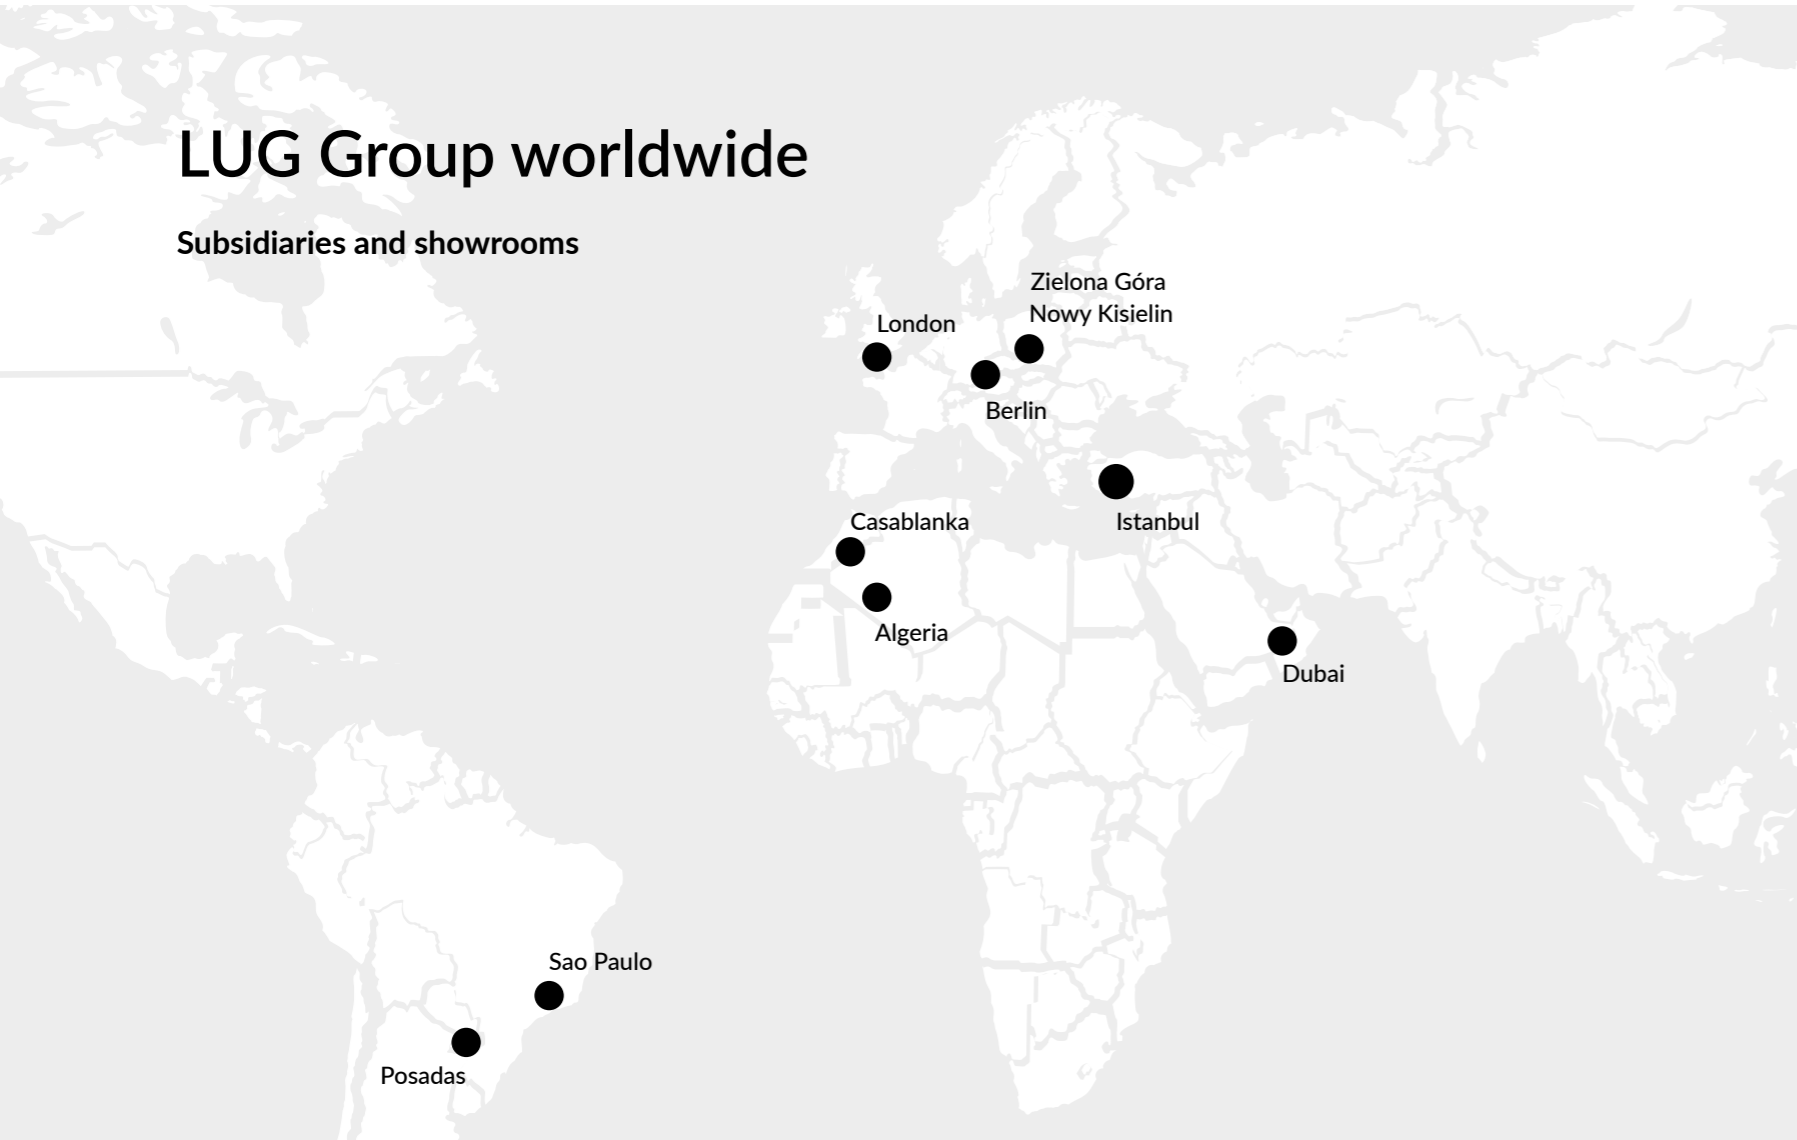 LUG Group worldwide
Subsidiaries and showrooms
Zielona Góra
Nowy Kisielin
London
Berlin
Istanbul
Casablanka
Algeria
Dubai
Sao Paulo
Posadas